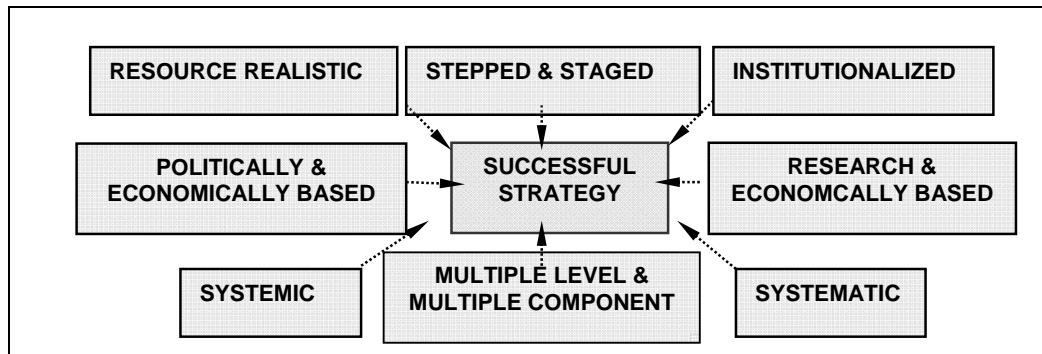 RESOURCE REALISTIC
STEPPED & STAGED
INSTITUTIONALIZED
POLITICALLY &
ECONOMICALLY BASED
SUCCESSFUL
STRATEGY
RESEARCH &
ECONOMCALLY BASED
SYSTEMIC
MULTIPLE LEVEL &
MULTIPLE COMPONENT
SYSTEMATIC